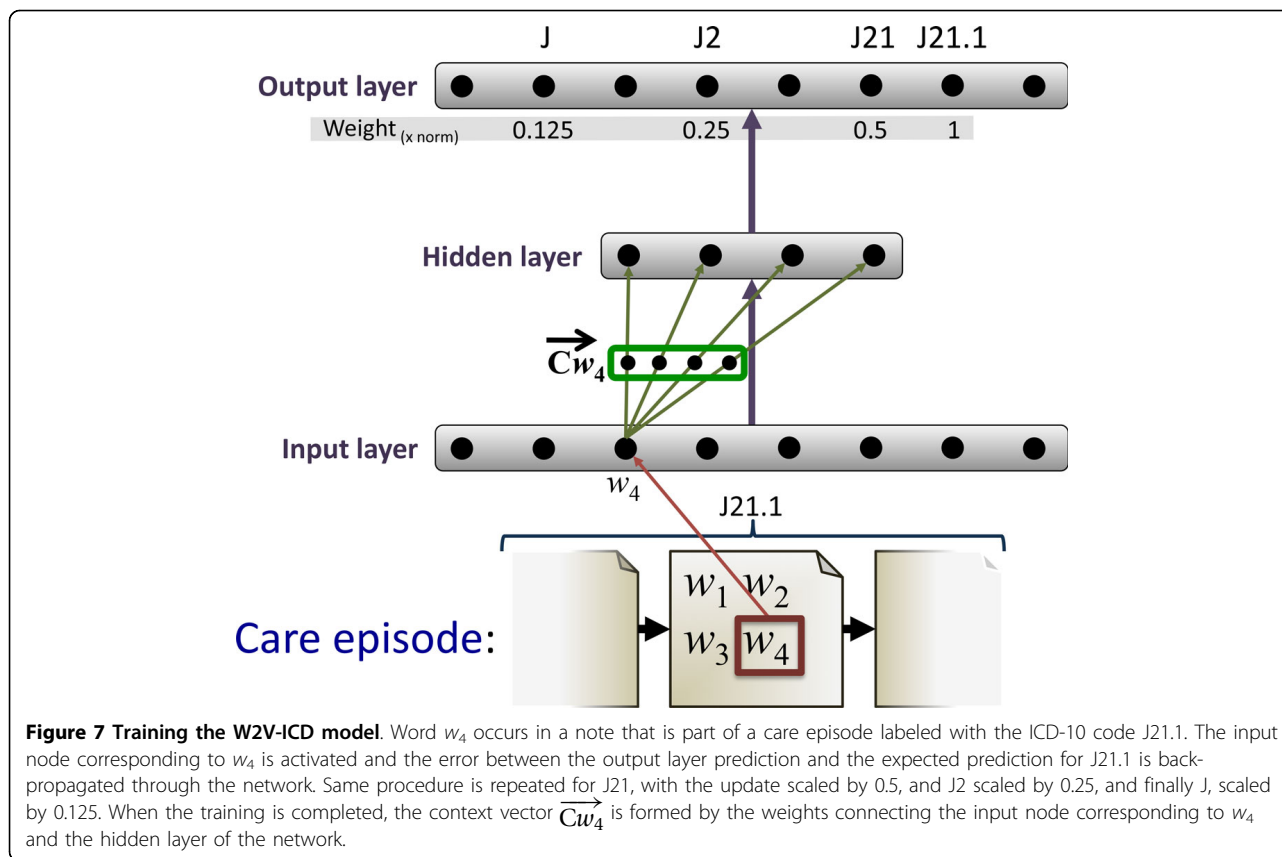 J J2 J21 J21.1
Output layer
Weight (x norm) 0.125 0.25 0.5 1
Hidden layer
Cw4
Input layer
w4
J21.1
w1 w2
Care episode:
w3 w4
Figure 7 Training the W2V-ICD model. Word w4 occurs in a note that is part of a care episode labeled with the ICD-10 code J21.1. The input
node corresponding to w4 is activated and the error between the output layer prediction and the expected prediction for J21.1 is back-
propagated through the network. Same procedure is repeated for J21, with the update scaled by 0.5, and J2 scaled by 0.25, and finally J, scaled
by 0.125. When the training is completed, the context vector Cw4 is formed by the weights connecting the input node corresponding to w4
and the hidden layer of the network.